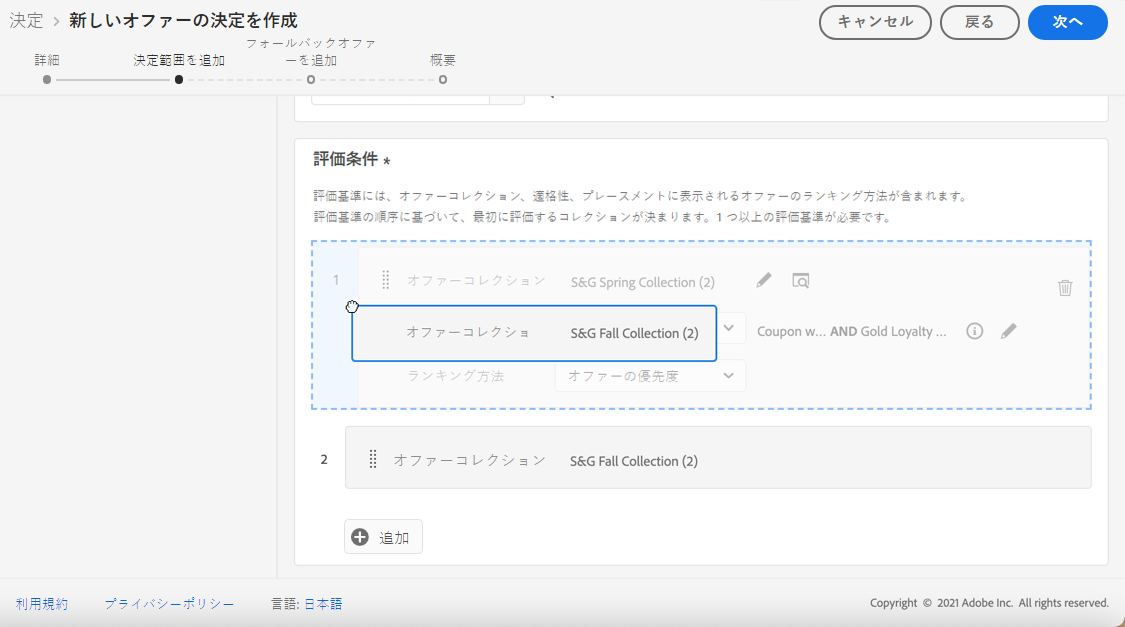 決定 > 新しいオファーの決定を作成
キャンセル
戻る
次へ
詳細
決定範囲を追加
フォールバックオファ
ーを追加
概要
評価条件 *
評価基準には、オファーコレクション、適格性、プレースメントに表示されるオファーのランキング方法が含まれます。
評価基準の順序に基づいて、最初に評価するコレクションが決まります。1 つ以上の評価基準が必要です。
1
オファーコレクション
S&G Spring Collection (2)
オファーコレクショ
S&G Fall Collection (2)
Coupon w... AND Gold Loyalty ...
ランキング方法
オファーの優先度
2
オファーコレクション
S&G Fall Collection (2)
追加
利用規約
プライバシーポリシー
言語: 日本語
Copyright © 2021 Adobe Inc. All rights reserved.